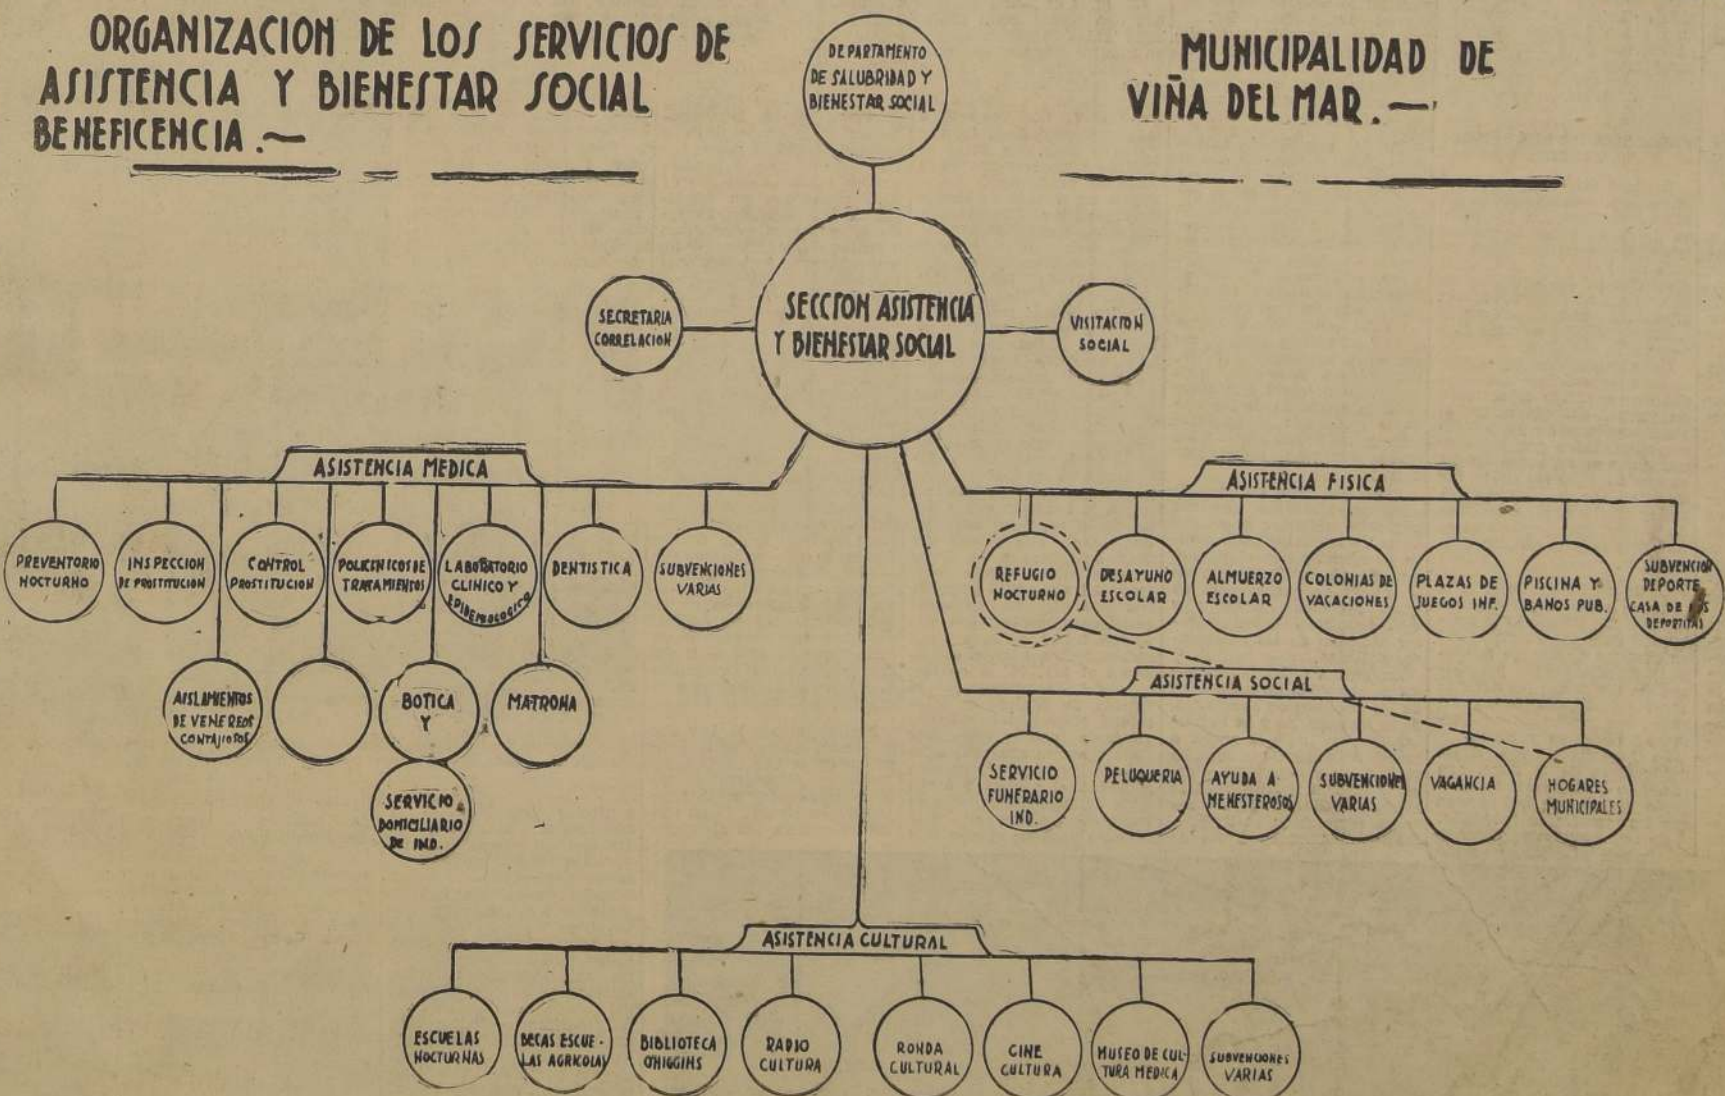 ORGANIZACION DE LOS SERVICIOS DE
ASISTENCIA Y BIENESTAR SOCIAL
BENEFICENCIA.—
MUNICIPALIDAD DE
VIÑA DEL MAR.—
DEPARTAMENTO
DE SALUBRIDAD Y
BIENESTAR SOCIAL
SECCION ASISTENCIA
Y BIENESTAR SOCIAL
SECRETARIA
CORRELACION
VISITACION
SOCIAL
ASISTENCIA MEDICA
PREVENTORIO
NOCTURNO
INSPECCION
DE PROSTITUCION
CONTROL
PROSTITUCION
POLICINICOS DE
TRATAMIENTOS
LABORATORIO
CLINICO Y
EPIDEMOLOGICO
DENTISTICA
SUBVENCIONES
VARIAS
AISLAMIENTOS
DE VENEREOS
CONTAJIOSOS
BOTICA
Y
MATRONA
SERVICIO
DOMICILIARIO
DE IND.
ASISTENCIA FISICA
REFUGIO
NOCTURNO
DESAYUNO
ESCOLAR
ALMUERZO
ESCOLAR
COLONIAS DE
VACACIONES
PLAZAS DE
JUEGOS INF.
PISCINA Y
BANOS PUB.
SUBVENCION
DEPORTE
CASA DE LOS
DEPORTITAS
ASISTENCIA SOCIAL
SERVICIO
FUNERARIO
IND.
PELUQUERIA
AYUDA A
MENESTEROSOS
SUBVENCIONES
VARIAS
VAGANCIA
HOGARES
MUNICIPALES
ASISTENCIA CULTURAL
ESCUELAS
NOCTURNAS
BECAS ESCUE-
LAS AGRICOLAS
BIBLIOTECA
OHIGGINS
RADIO
CULTURA
RONDA
CULTURAL
CINE
CULTURA
MUSEO DE CUL-
TURA MEDICA
SUBVENCIONES
VARIAS